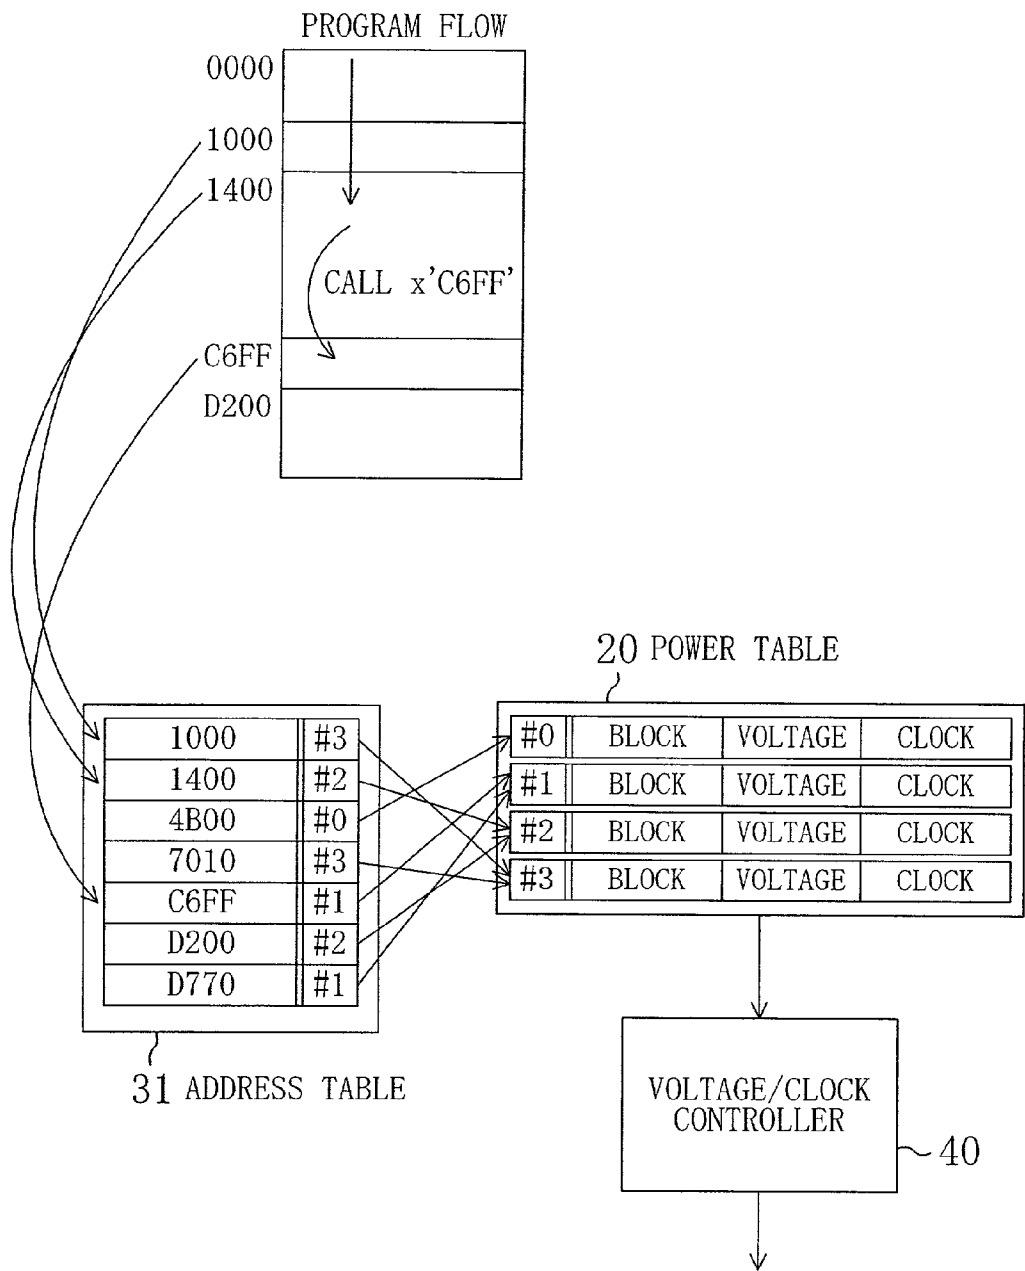 PROGRAM FLOW
0000
1000
1400
CALL x'C6FF'
C6FF
D200
20 POWER TABLE
1000 #3
1400 #2
4B00 #0
7010 #3
C6FF #1
D200 #2
D770 #1
#0 BLOCK VOLTAGE CLOCK
#1 BLOCK VOLTAGE CLOCK
#2 BLOCK VOLTAGE CLOCK
#3 BLOCK VOLTAGE CLOCK
31 ADDRESS TABLE
VOLTAGE/CLOCK
CONTROLLER
40